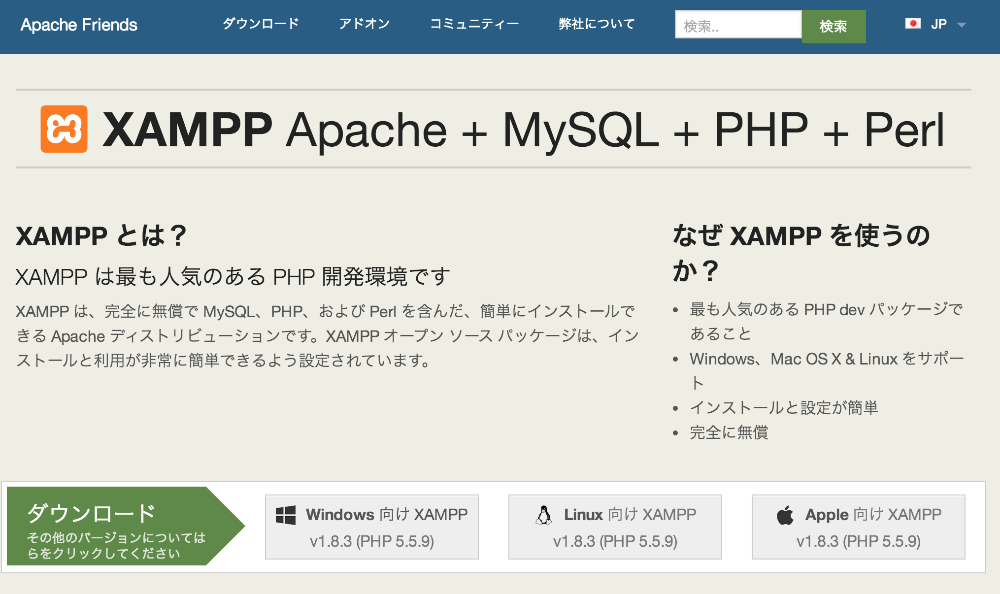 Apache Friends
ダウンロード
アドオン
コミュニティー
弊社について
検索..
検索
JP
XAMPP Apache + MySQL + PHP + Perl
XAMPP とは？
XAMPP は最も人気のある PHP 開発環境です
XAMPP は、完全に無償で MySQL、PHP、および Perl を含んだ、簡単にインストールで
きる Apache ディストリビューションです。XAMPP オープン ソース パッケージは、イン
ストールと利用が非常に簡単できるよう設定されています。
なぜ XAMPP を使うの
か？
• 最も人気のある PHP dev パッケージで
あること
• Windows、Mac OS X & Linux をサポー
ト
• インストールと設定が簡単
• 完全に無償
ダウンロード
その他のバージョンについては
らをクリックしてください
Windows 向け XAMPP
v1.8.3 (PHP 5.5.9)
Linux 向け XAMPP
v1.8.3 (PHP 5.5.9)
Apple 向け XAMPP
v1.8.3 (PHP 5.5.9)